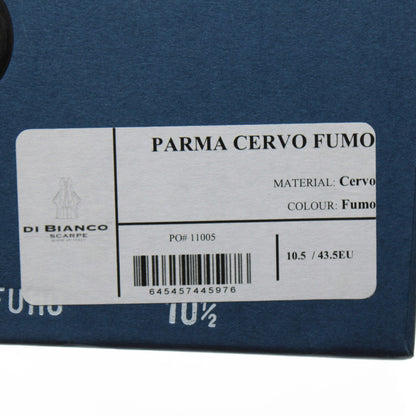 PARMA CERVO FUMO
MATERIAL: Cervo
COLOUR: Fumo
DI BIANCO
SCARPE
PO# 11005
10.5 / 43.5EU
645457445976
FUMO 10½